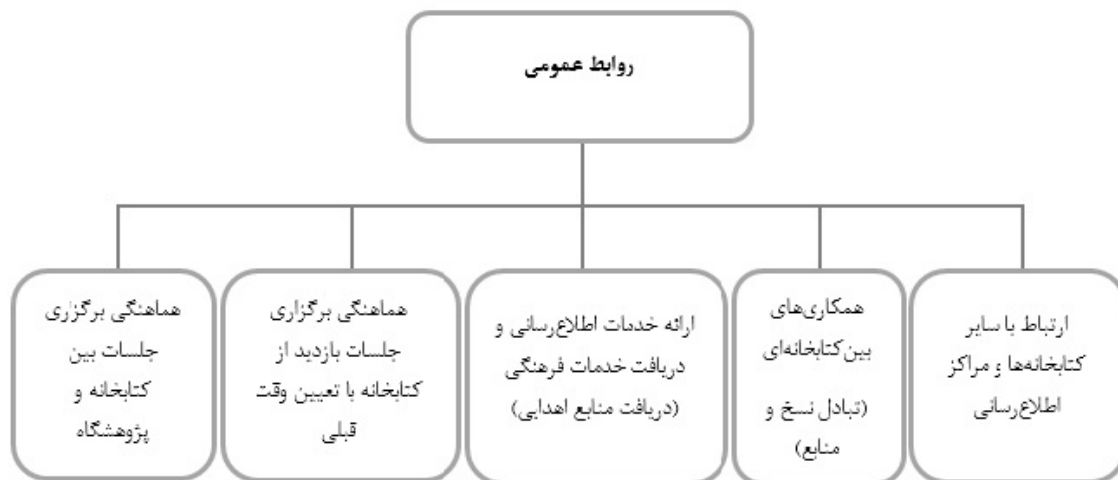 روابط عمومی
ارتباط با سایر
کتابخانه‌ها و مراکز
اطلاع‌رسانی
همکاری‌های
بین‌کتابخانه‌ای
(تبادل نسخ و
منابع)
ارائه خدمات اطلاع‌رسانی و
دریافت خدمات فرهنگی
(دریافت منابع اهدایی)
هماهنگی برگزاری
جلسات بازدید از
کتابخانه با تعیین وقت
قبلی
هماهنگی برگزاری
جلسات بین
کتابخانه و
پژوهشگاه